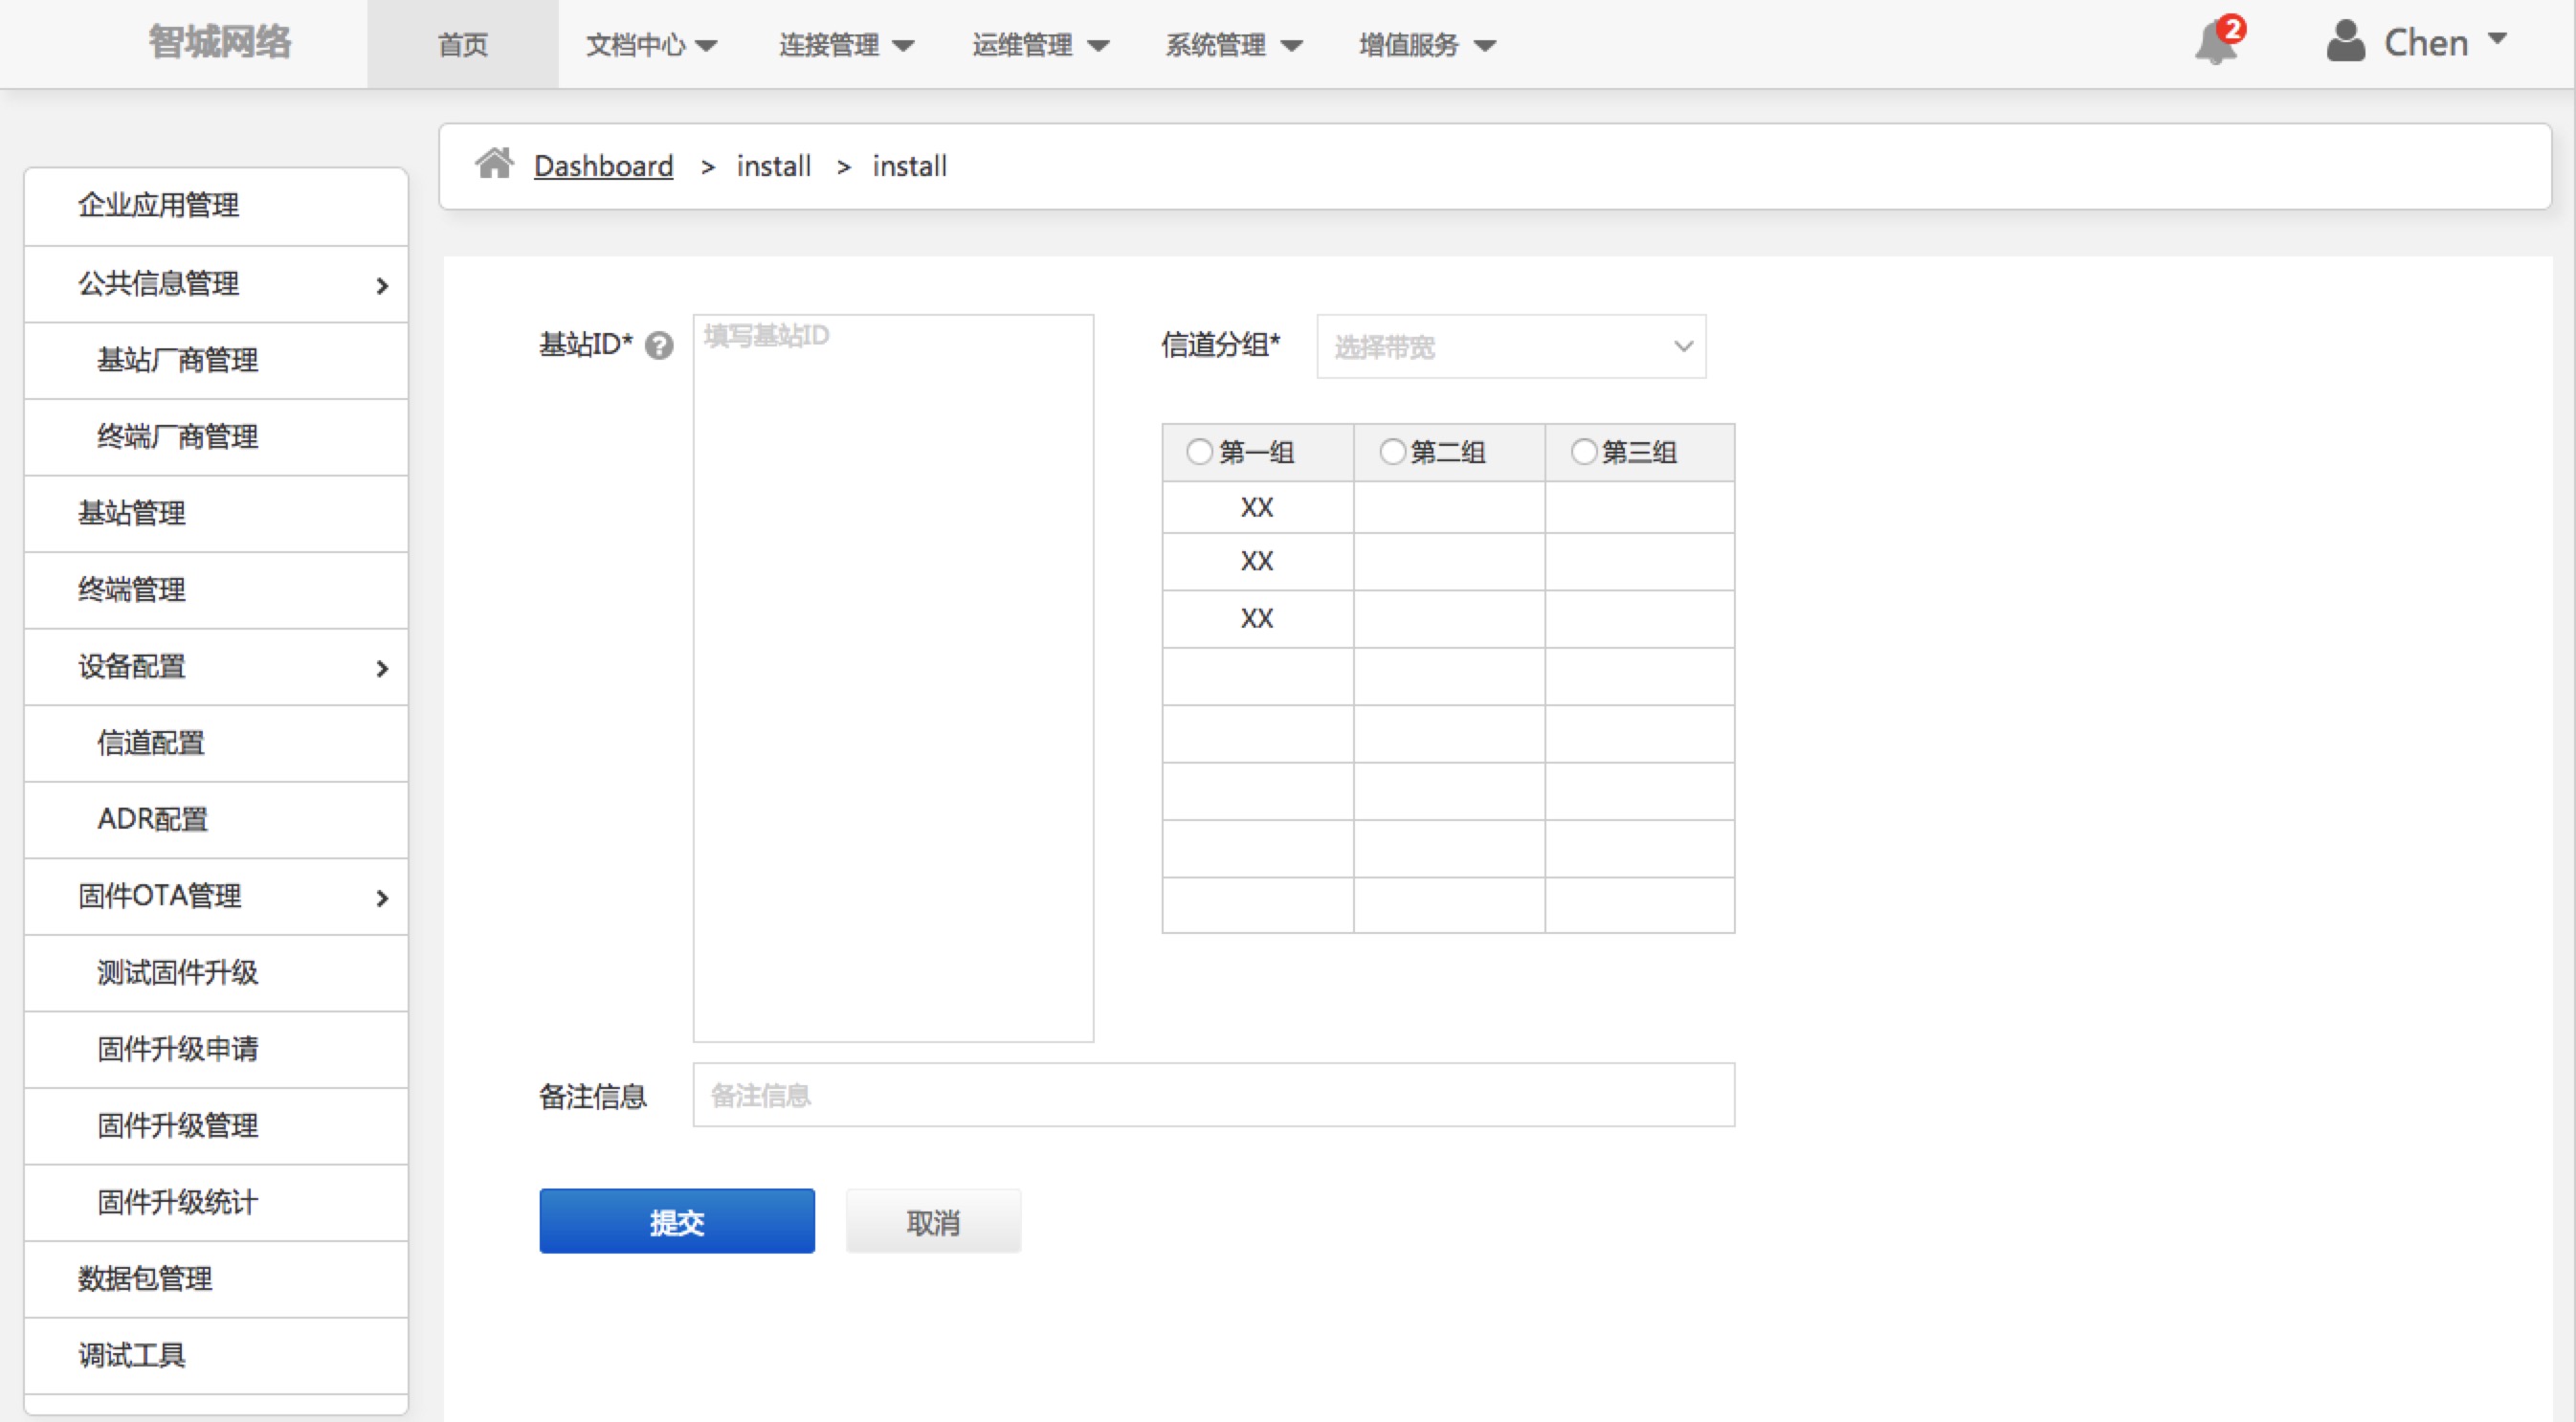 智城网络
首页 文档中心 连接管理 运维管理 系统管理 增值服务
2
Chen
Dashboard > install > install
企业应用管理
公共信息管理
基站厂商管理
终端厂商管理
基站管理
终端管理
设备配置
信道配置
ADR配置
固件OTA管理
测试固件升级
固件升级申请
固件升级管理
固件升级统计
数据包管理
调试工具
基站ID* ? 填写基站ID
信道分组* 选择带宽
第一组 第二组 第三组
XX
XX
XX
备注信息 备注信息
提交 取消